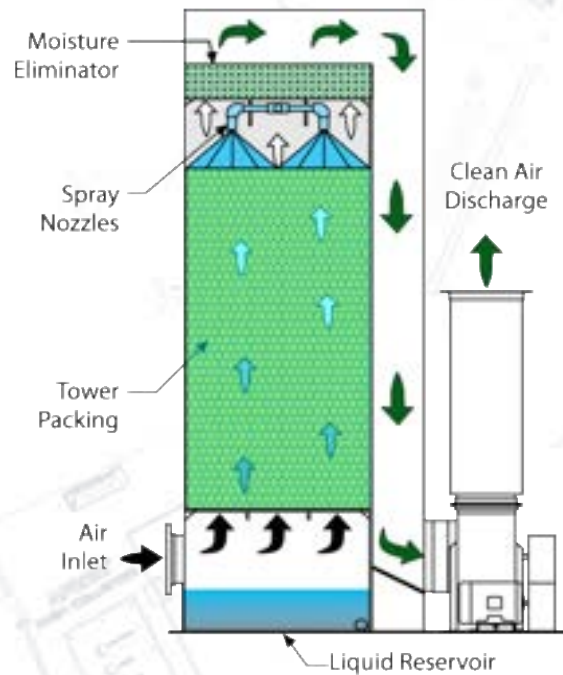 Moisture
Eliminator
Spray
Nozzles
Clean Air
Discharge
Tower
Packing
Air
Inlet
Liquid Reservoir